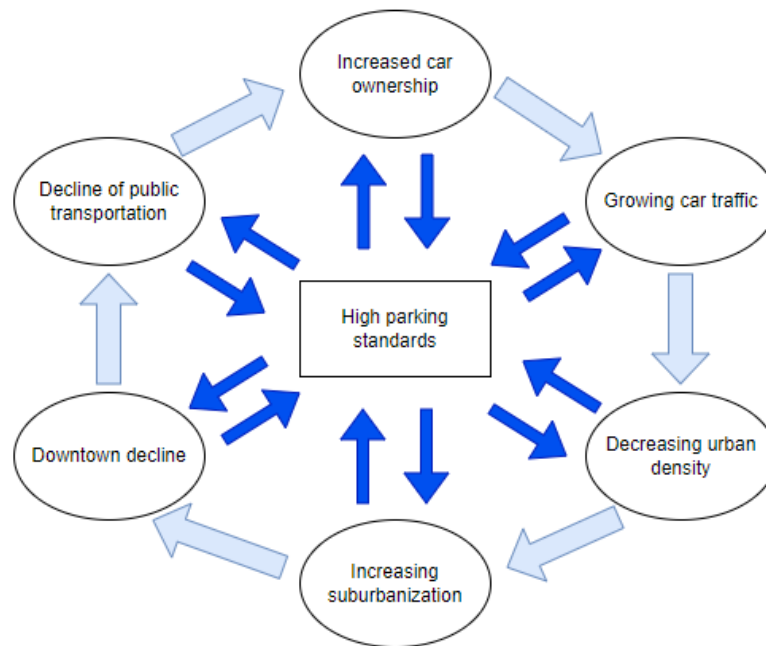 Increased car
ownership
Decline of public
transportation
Growing car traffic
High parking
standards
Downtown decline
Decreasing urban
density
Increasing
suburbanization